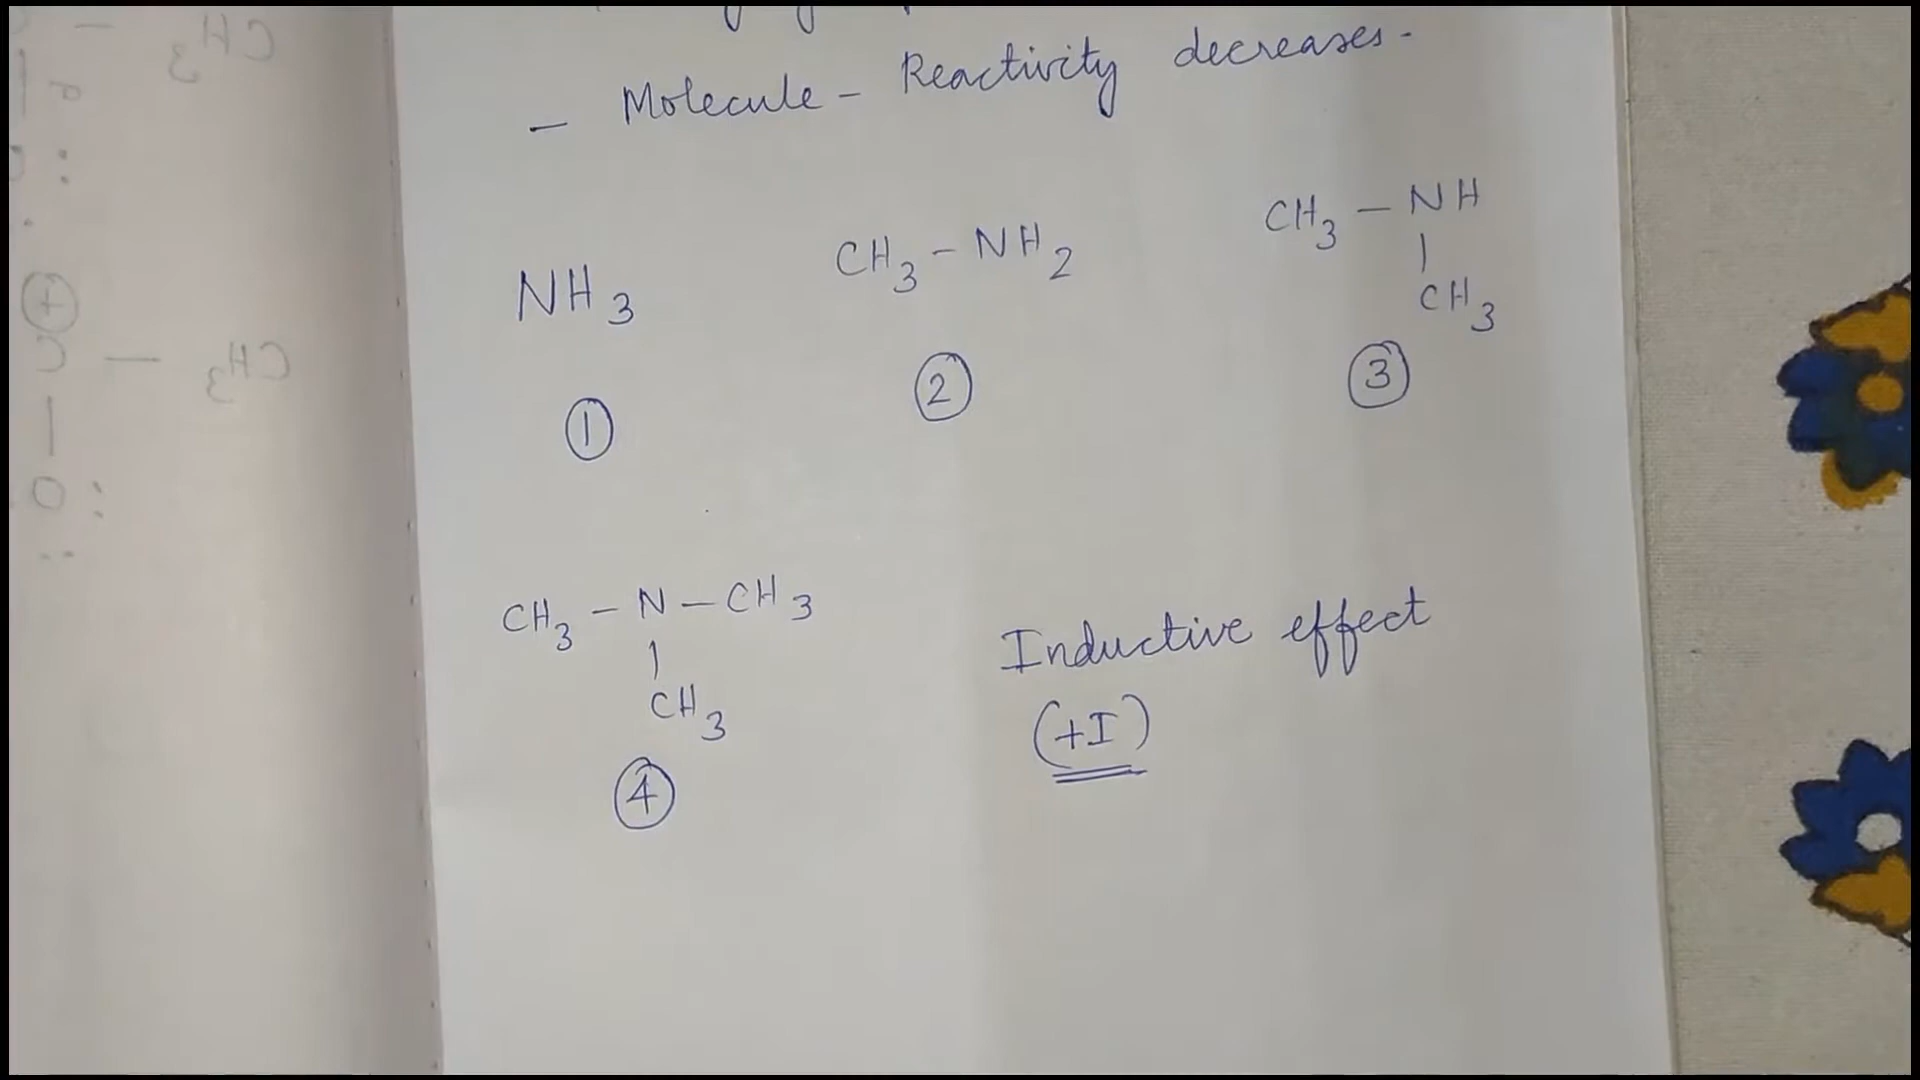 - Molecule - Reactivity decreases.
NH3
CH3 - NH2
CH3 - NH
|
CH3
①
②
③
CH3 - N - CH3
|
CH3
④
Inductive effect
(+I)